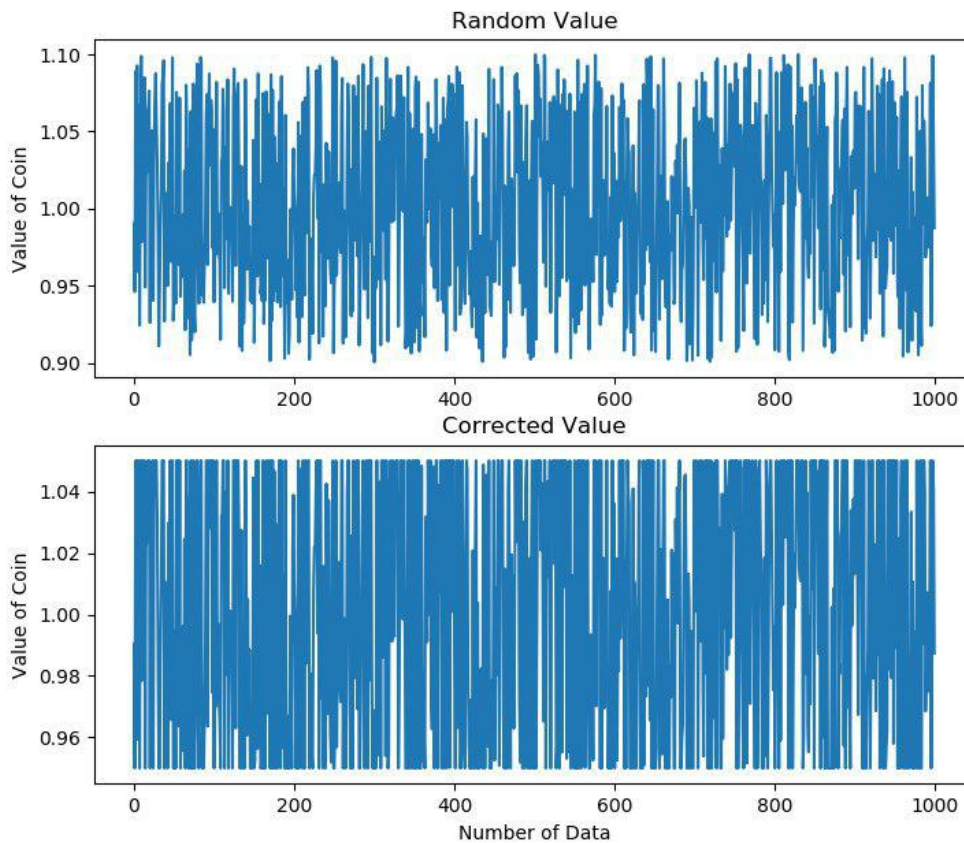 Random Value
1.10
1.05
1.00
0.95
0.90
Value of Coin
0 200 400 600 800 1000
Corrected Value
1.04
1.02
1.00
0.98
0.96
Value of Coin
0 200 400 600 800 1000
Number of Data